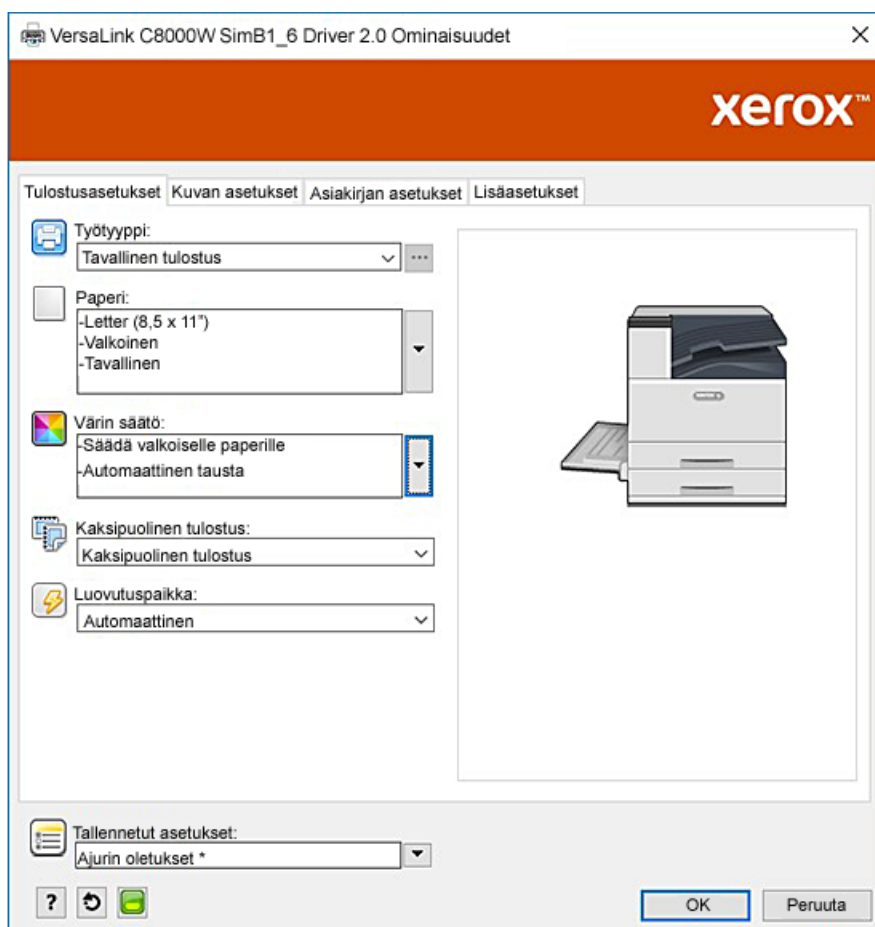 VersaLink C8000W SimB1_6 Driver 2.0 Ominaisuudet
xerox™
Tulostusasetukset Kuvan asetukset Asiakirjan asetukset Lisäasetukset
Työtyyppi:
Tavallinen tulostus
Paperi:
-Letter (8,5 x 11”)
-Valkoinen
-Tavallinen
Värin säätö:
-Säädä valkoiselle paperille
-Automaattinen tausta
Kaksipuolinen tulostus:
Kaksipuolinen tulostus
Luovutuspaikka:
Automaattinen
Tallennetut asetukset:
Ajurin oletukset *
? OK Peruuta